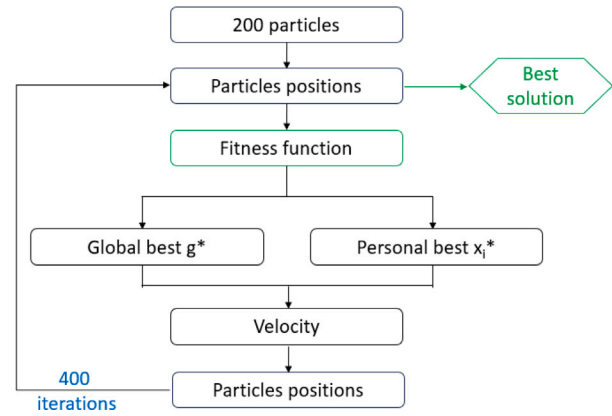 200 particles
Particles positions
Best
solution
Fitness function
Global best g*
Personal best xᵢ*
Velocity
400
iterations
Particles positions